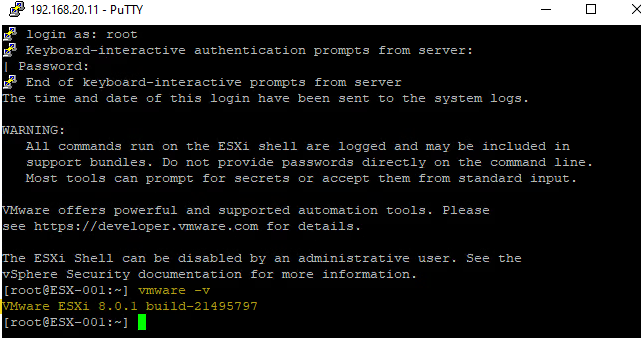 192.168.20.11 - PuTTY
login as: root
Keyboard-interactive authentication prompts from server:
| Password:
End of keyboard-interactive prompts from server
The time and date of this login have been sent to the system logs.
WARNING:
All commands run on the ESXi shell are logged and may be included in
support bundles. Do not provide passwords directly on the command line.
Most tools can prompt for secrets or accept them from standard input.
VMware offers powerful and supported automation tools. Please
see https://developer.vmware.com for details.
The ESXi Shell can be disabled by an administrative user. See the
vSphere Security documentation for more information.
[root@ESX-001:~] vmware -v
VMware ESXi 8.0.1 build-21495797
[root@ESX-001:~]